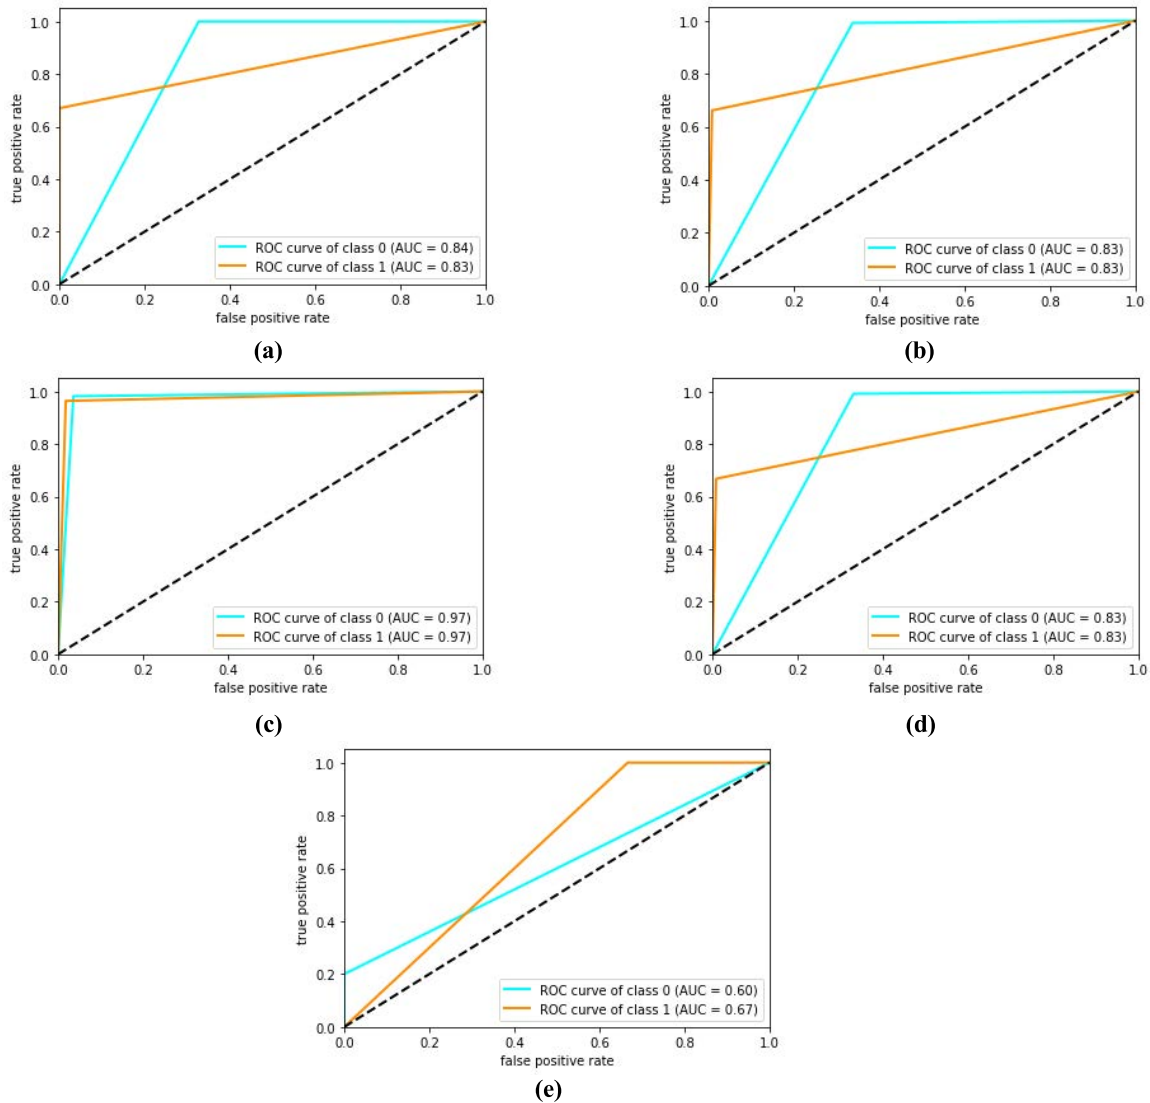 1.0
0.8
0.6
0.4
0.2
0.0
true positive rate
ROC curve of class 0 (AUC = 0.84)
ROC curve of class 1 (AUC = 0.83)
0.0 0.2 0.4 0.6 0.8 1.0
false positive rate
(a)
1.0
0.8
0.6
0.4
0.2
0.0
true positive rate
ROC curve of class 0 (AUC = 0.83)
ROC curve of class 1 (AUC = 0.83)
0.0 0.2 0.4 0.6 0.8 1.0
false positive rate
(b)
1.0
0.8
0.6
0.4
0.2
0.0
true positive rate
ROC curve of class 0 (AUC = 0.97)
ROC curve of class 1 (AUC = 0.97)
0.0 0.2 0.4 0.6 0.8 1.0
false positive rate
(c)
1.0
0.8
0.6
0.4
0.2
0.0
true positive rate
ROC curve of class 0 (AUC = 0.83)
ROC curve of class 1 (AUC = 0.83)
0.0 0.2 0.4 0.6 0.8 1.0
false positive rate
(d)
1.0
0.8
0.6
0.4
0.2
0.0
true positive rate
ROC curve of class 0 (AUC = 0.60)
ROC curve of class 1 (AUC = 0.67)
0.0 0.2 0.4 0.6 0.8 1.0
false positive rate
(e)